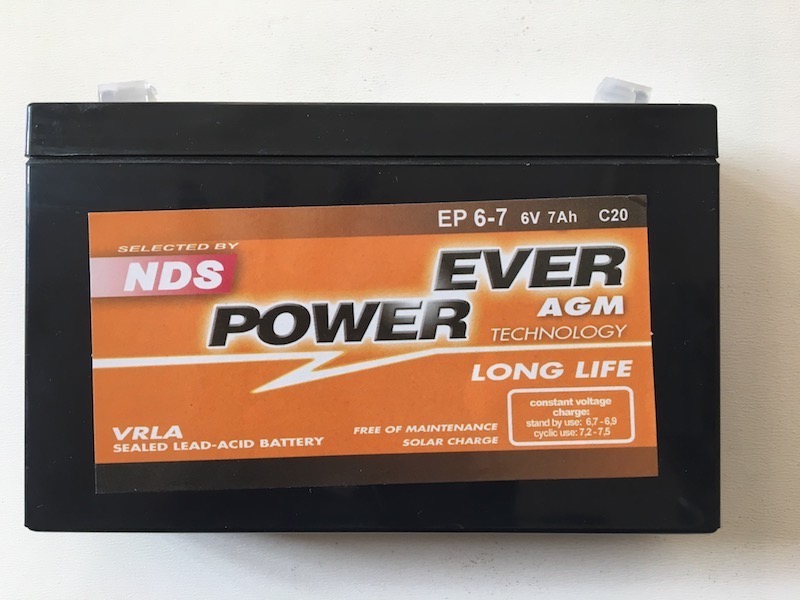 EP 6-7 6V 7Ah C20
SELECTED BY
NDS
EVER
POWER
AGM
TECHNOLOGY
LONG LIFE
VRLA
SEALED LEAD-ACID BATTERY
FREE OF MAINTENANCE
SOLAR CHARGE
constant voltage
charge:
stand by use: 6,7 - 6,9
cyclic use: 7,2 - 7,5